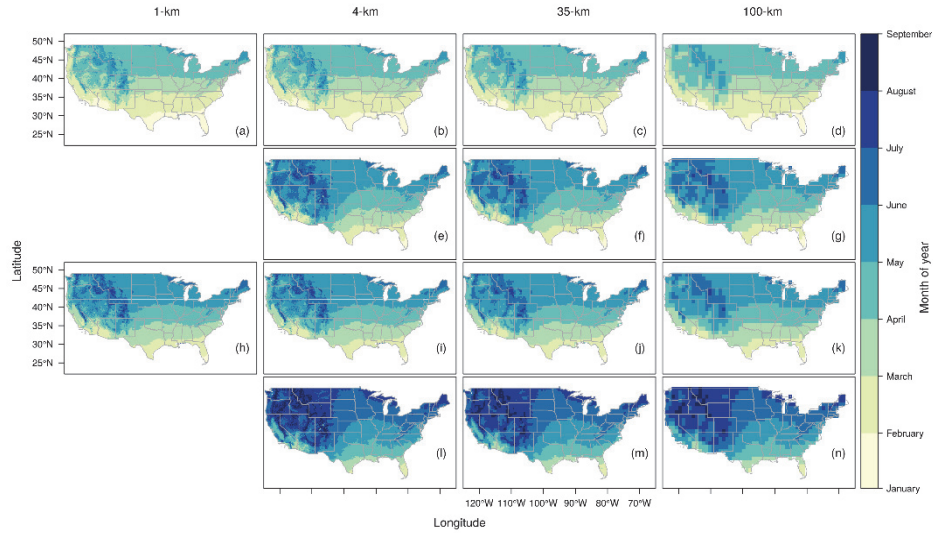 1-km 4-km 35-km 100-km
50°N
45°N
40°N
35°N
30°N
25°N
(a) (b) (c) (d)
(e) (f) (g)
50°N
45°N
40°N
35°N
30°N
25°N
(h) (i) (j) (k)
(l) (m) (n)
120°W 110°W 100°W 90°W 80°W 70°W
Longitude
Latitude
September
August
July
June
May
April
March
February
January
Month of year